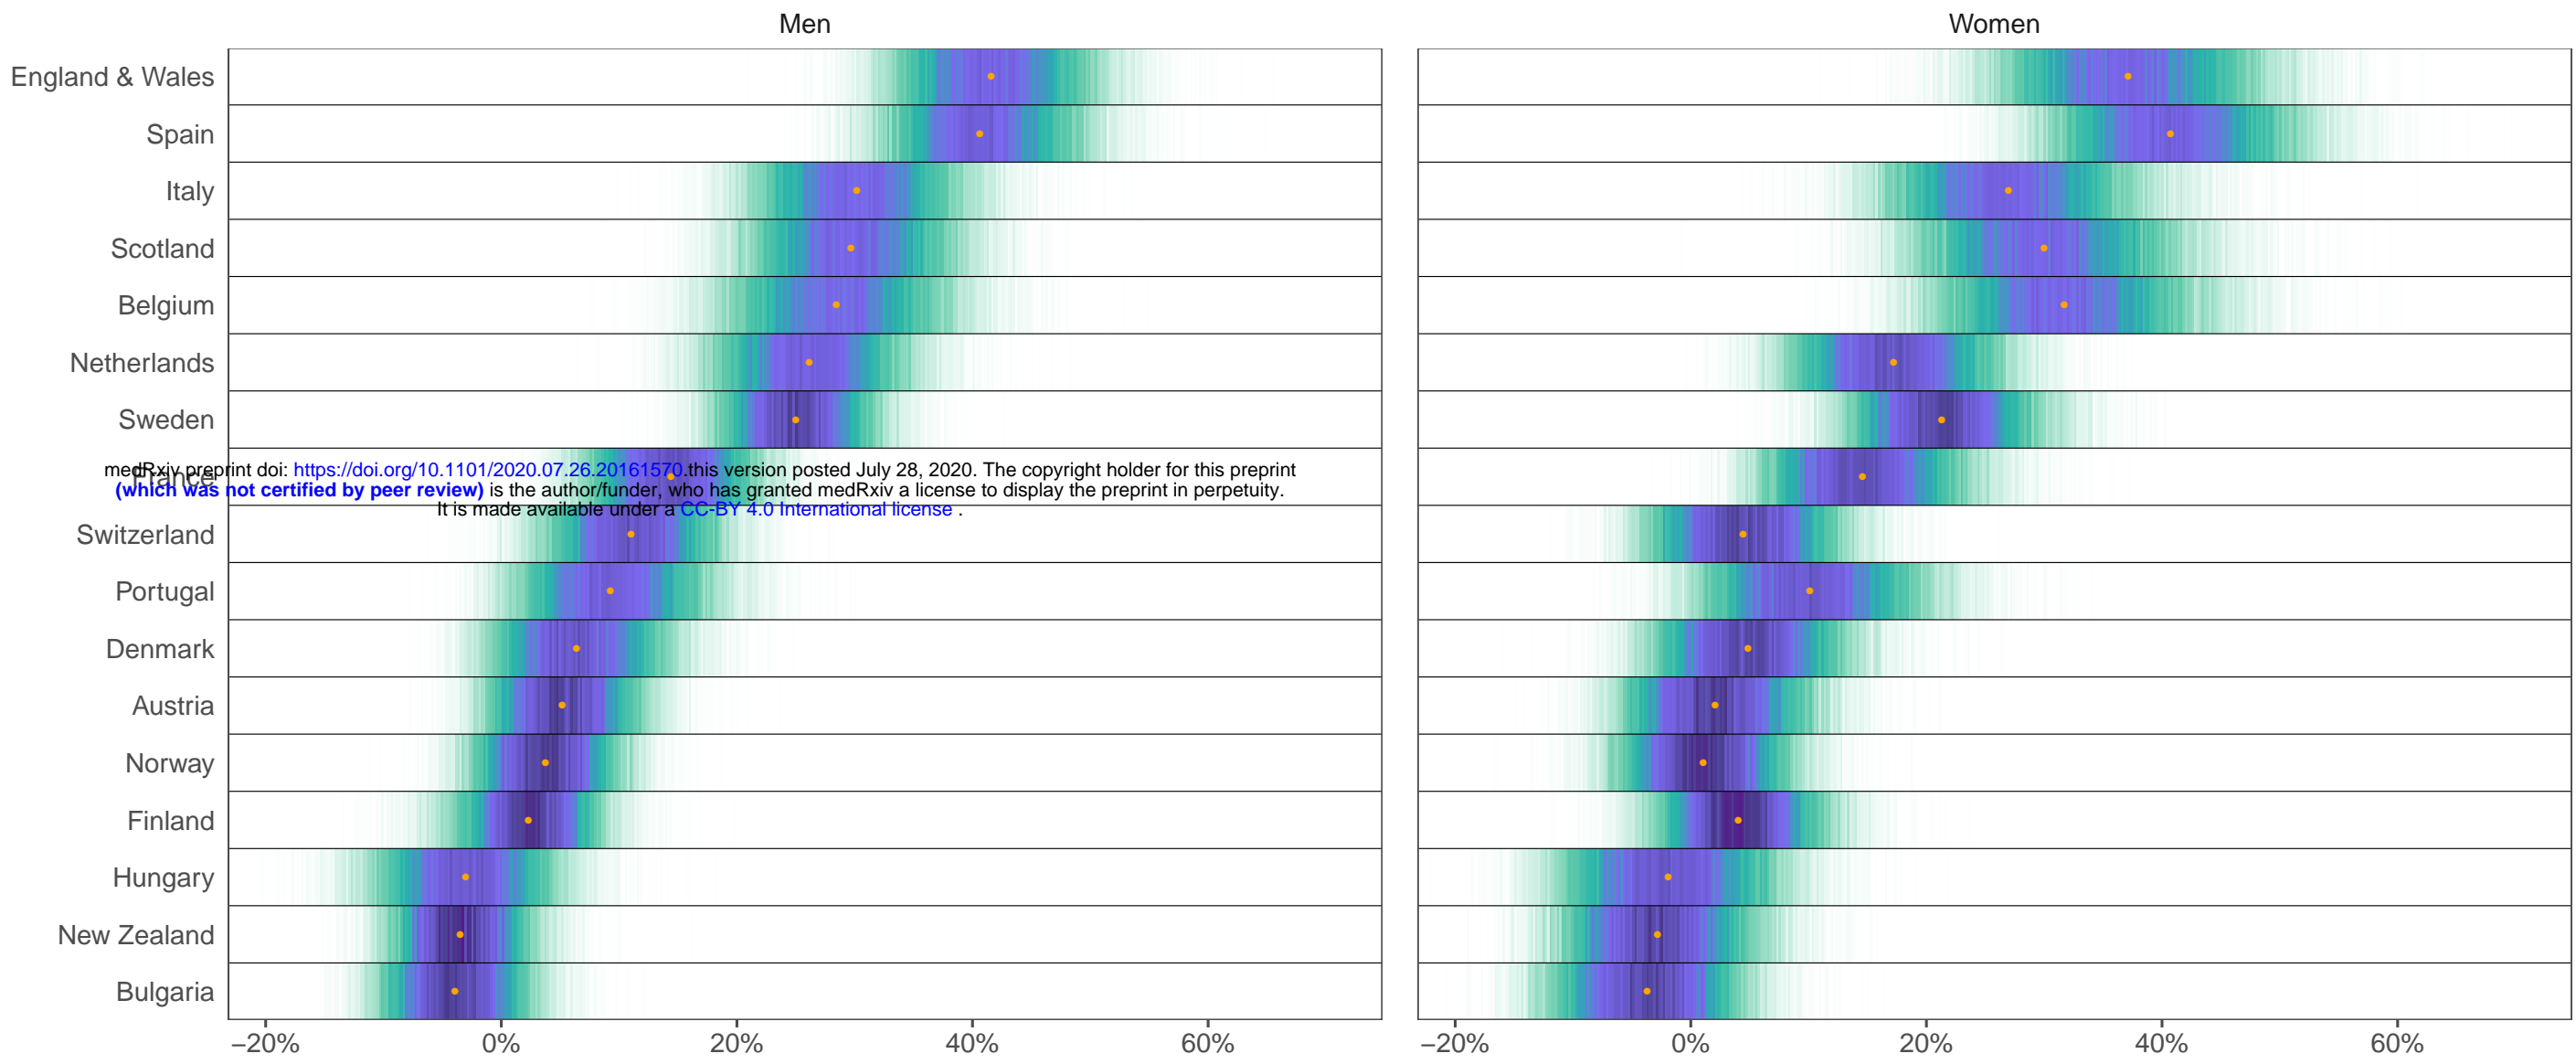 Men
Women
England & Wales
Spain
Italy
Scotland
Belgium
Netherlands
Sweden
France
medRxiv preprint doi: https://doi.org/10.1101/2020.07.26.20161570.this version posted July 28, 2020. The copyright holder for this preprint
(which was not certified by peer review) is the author/funder, who has granted medRxiv a license to display the preprint in perpetuity.
It is made available under a CC-BY 4.0 International license .
Switzerland
Portugal
Denmark
Austria
Norway
Finland
Hungary
New Zealand
Bulgaria
−20% 0% 20% 40% 60%
−20% 0% 20% 40% 60%